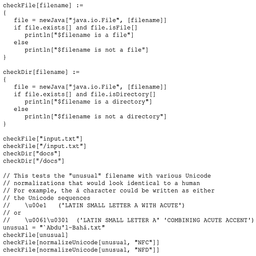 checkFile[filename] :=
{
   file = newJava["java.io.File", [filename]]
   if file.exists[] and file.isFile[]
      println["$filename is a file"]
   else
      println["$filename is not a file"]
}

checkDir[filename] :=
{
   file = newJava["java.io.File", [filename]]
   if file.exists[] and file.isDirectory[]
      println["$filename is a directory"]
   else
      println["$filename is not a directory"]
}

checkFile["input.txt"]
checkFile["/input.txt"]
checkDir["docs"]
checkDir["/docs"]

// This tests the "unusual" filename with various Unicode
// normalizations that would look identical to a human
// For example, the á character could be written as either
// the Unicode sequences
//     \u00e1   ("LATIN SMALL LETTER A WITH ACUTE")
// or
//     \u0061\u0301  ('LATIN SMALL LETTER A" 'COMBINING ACUTE ACCENT')
unusual = "`Abdu'l-Bahá.txt"
checkFile[unusual]
checkFile[normalizeUnicode[unusual, "NFC"]]
checkFile[normalizeUnicode[unusual, "NFD"]]